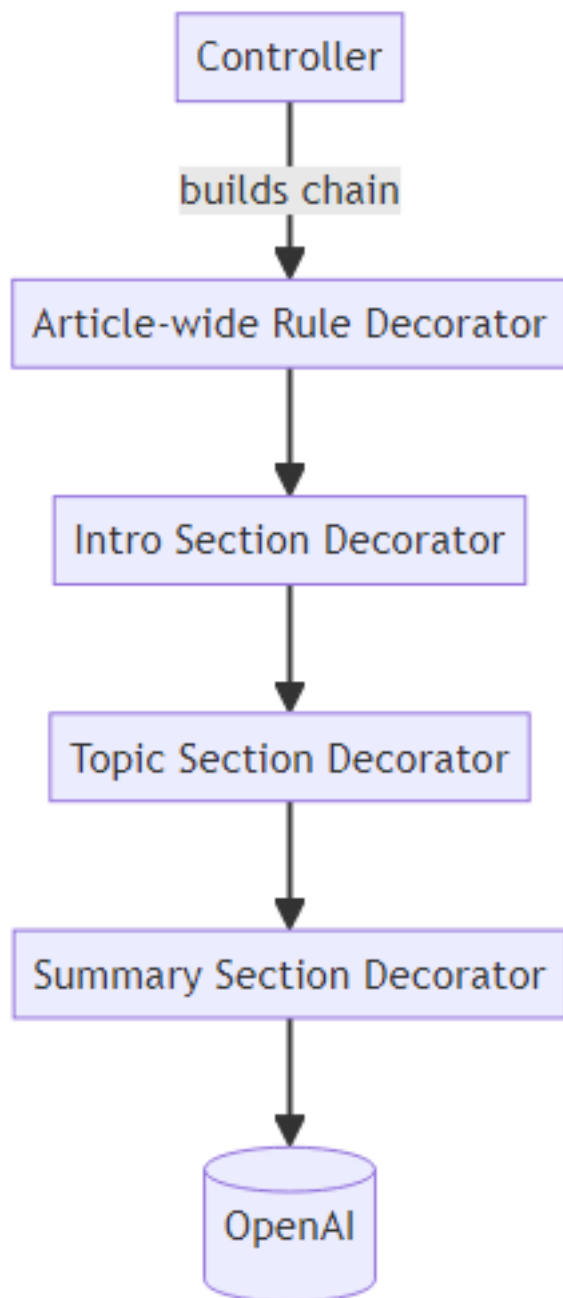 Controller
builds chain
Article-wide Rule Decorator
Intro Section Decorator
Topic Section Decorator
Summary Section Decorator
OpenAI